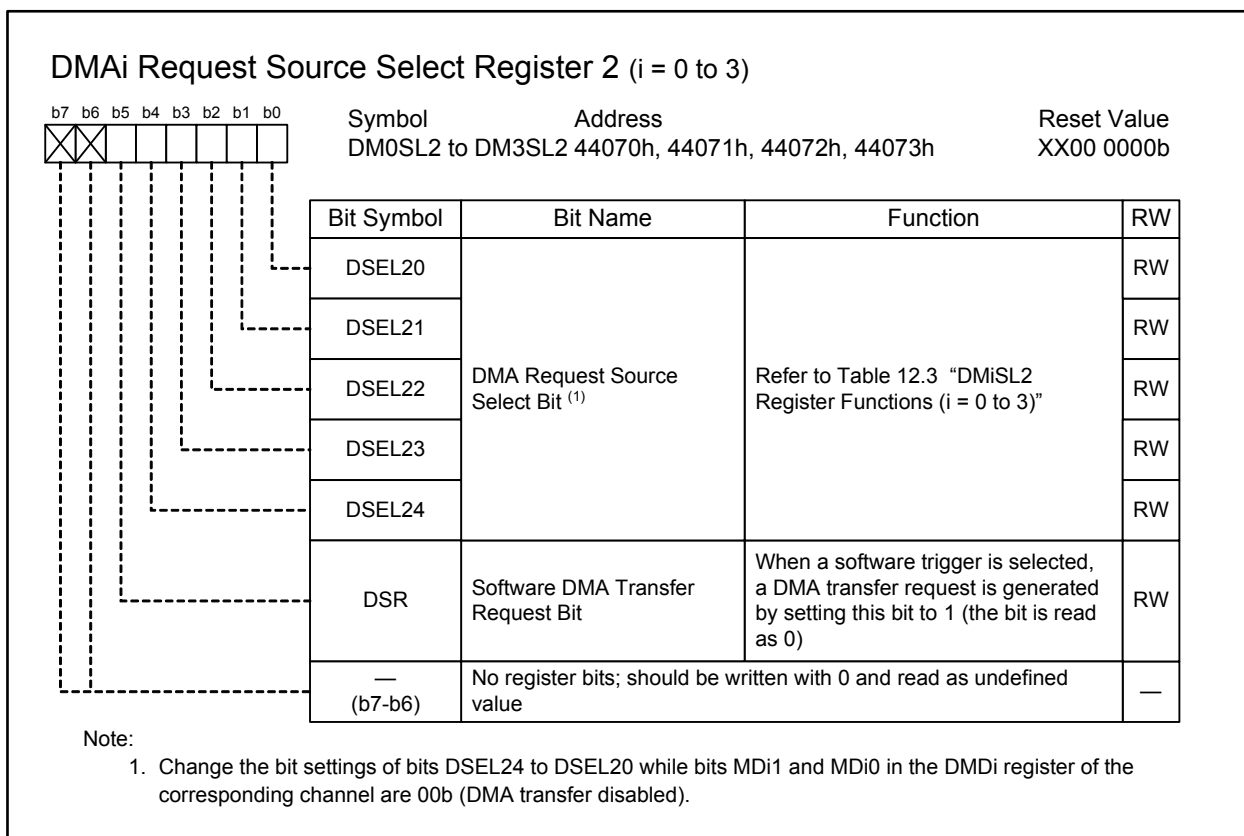 DMAi Request Source Select Register 2 (i = 0 to 3)
b7 b6 b5 b4 b3 b2 b1 b0
Symbol Address Reset Value
DM0SL2 to DM3SL2 44070h, 44071h, 44072h, 44073h XX00 0000b
Bit Symbol Bit Name Function RW
DSEL20 RW
DSEL21 RW
DSEL22 RW
DSEL23 RW
DSEL24 RW
DMA Request Source
Select Bit (1)
Refer to Table 12.3 “DMiSL2
Register Functions (i = 0 to 3)”
DSR
Software DMA Transfer
Request Bit
When a software trigger is selected,
a DMA transfer request is generated
by setting this bit to 1 (the bit is read
as 0)
RW
—
(b7-b6)
No register bits; should be written with 0 and read as undefined
value
—
Note:
1. Change the bit settings of bits DSEL24 to DSEL20 while bits MDi1 and MDi0 in the DMDi register of the
corresponding channel are 00b (DMA transfer disabled).